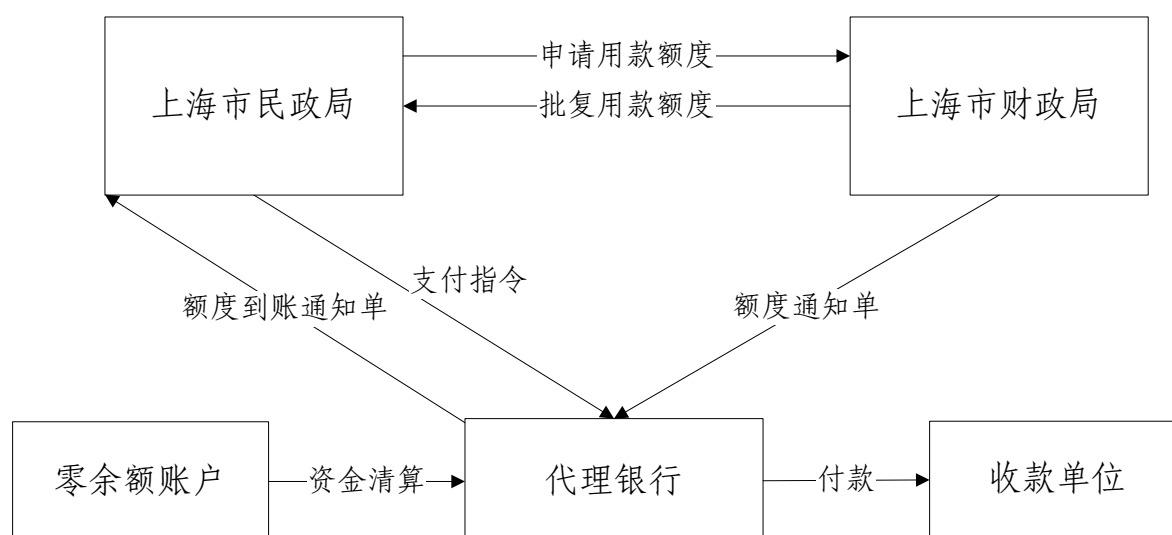 申请用款额度
上海市民政局
上海市财政局
批复用款额度
支付指令
额度到账通知单
额度通知单
零余额账户
资金清算
代理银行
付款
收款单位